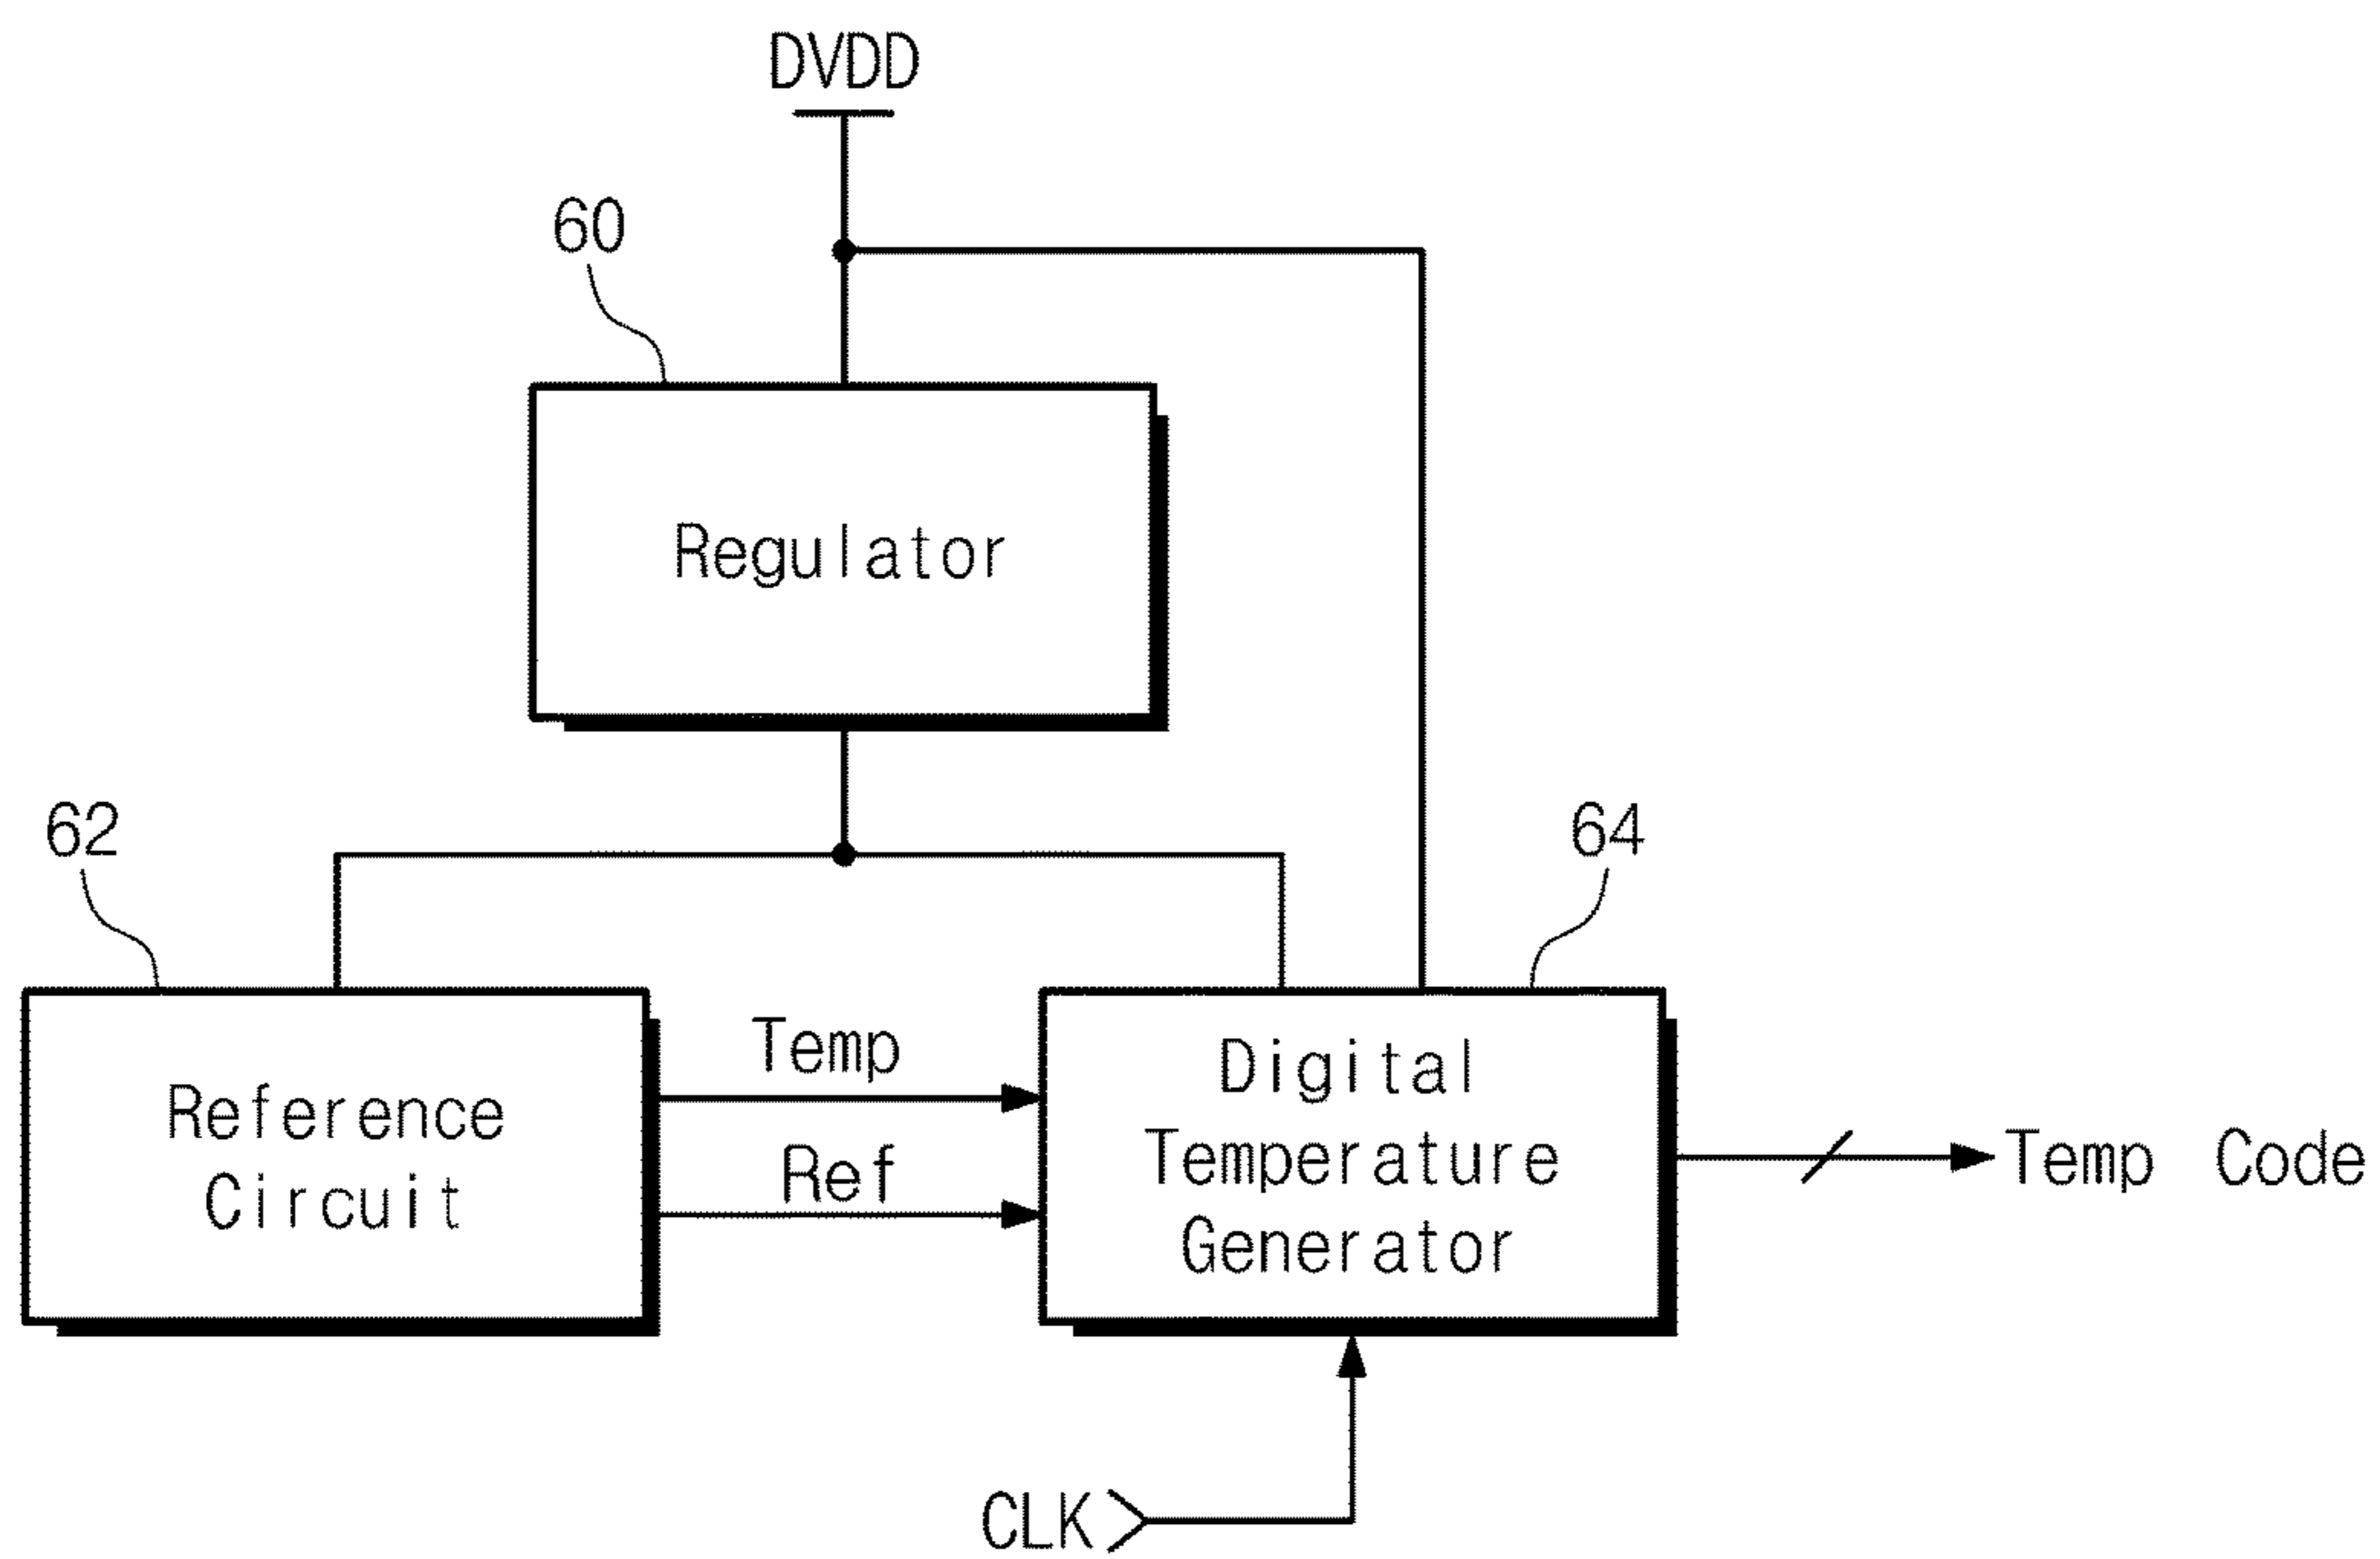 DVDD
60
Regulator
62
64
Temp
Ref
Reference
Circuit
Digital
Temperature
Generator
Temp Code
CLK